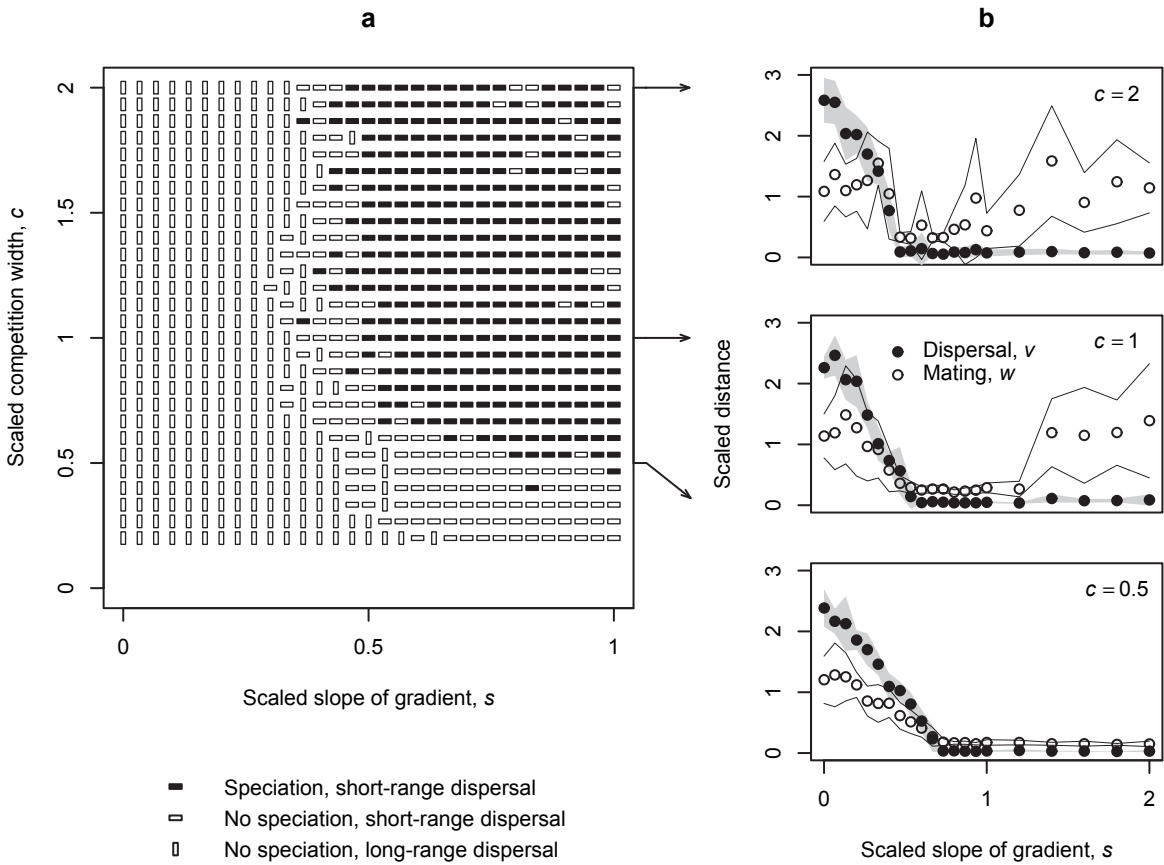 a
b
Scaled competition width, c
2
1.5
1
0.5
0
0
0.5
1
Scaled slope of gradient, s
Speciation, short-range dispersal
No speciation, short-range dispersal
No speciation, long-range dispersal
Scaled distance
3
2
1
0
c = 2
3
2
1
0
Dispersal, v
Mating, w
c = 1
3
2
1
0
c = 0.5
0
1
2
Scaled slope of gradient, s